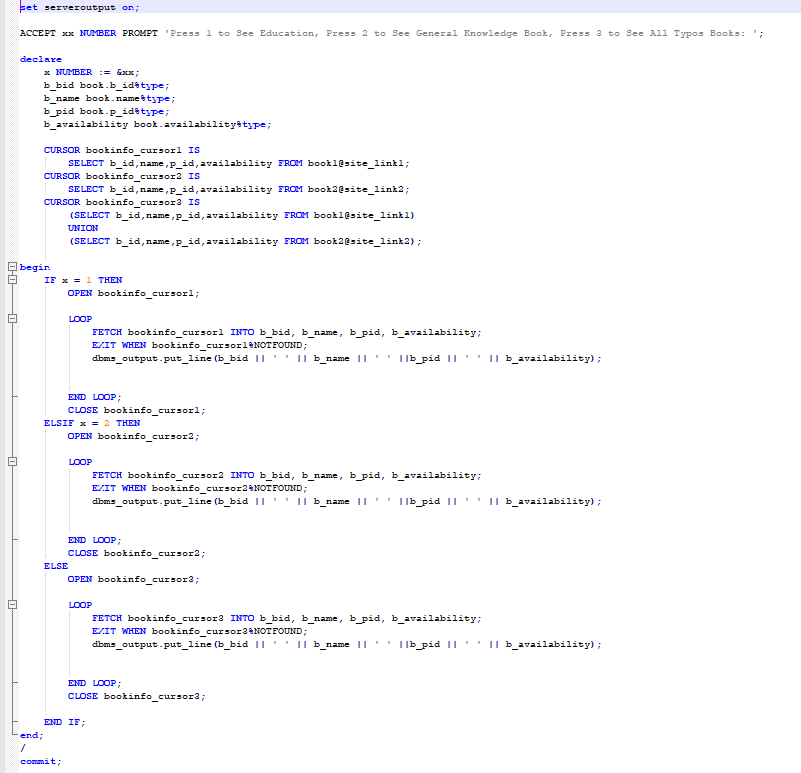 set serveroutput on;
ACCEPT xx NUMBER PROMPT 'Press 1 to See Education, Press 2 to See General Knowledge Book, Press 3 to See All Typos Books: ';
declare
x NUMBER := &xx;
b_bid book.b_id%type;
b_name book.name%type;
b_pid book.p_id%type;
b_availability book.availability%type;
CURSOR bookinfo_cursor1 IS
SELECT b_id,name,p_id,availability FROM book1@site_link1;
CURSOR bookinfo_cursor2 IS
SELECT b_id,name,p_id,availability FROM book2@site_link2;
CURSOR bookinfo_cursor3 IS
(SELECT b_id,name,p_id,availability FROM book1@site_link1)
UNION
(SELECT b_id,name,p_id,availability FROM book2@site_link2);
begin
IF x = 1 THEN
OPEN bookinfo_cursor1;
LOOP
FETCH bookinfo_cursor1 INTO b_bid, b_name, b_pid, b_availability;
EXIT WHEN bookinfo_cursor1%NOTFOUND;
dbms_output.put_line(b_bid || ' ' || b_name || ' ' ||b_pid || ' ' || b_availability);
END LOOP;
CLOSE bookinfo_cursor1;
ELSIF x = 2 THEN
OPEN bookinfo_cursor2;
LOOP
FETCH bookinfo_cursor2 INTO b_bid, b_name, b_pid, b_availability;
EXIT WHEN bookinfo_cursor2%NOTFOUND;
dbms_output.put_line(b_bid || ' ' || b_name || ' ' ||b_pid || ' ' || b_availability);
END LOOP;
CLOSE bookinfo_cursor2;
ELSE
OPEN bookinfo_cursor3;
LOOP
FETCH bookinfo_cursor3 INTO b_bid, b_name, b_pid, b_availability;
EXIT WHEN bookinfo_cursor3%NOTFOUND;
dbms_output.put_line(b_bid || ' ' || b_name || ' ' ||b_pid || ' ' || b_availability);
END LOOP;
CLOSE bookinfo_cursor3;
END IF;
end;
/
commit;